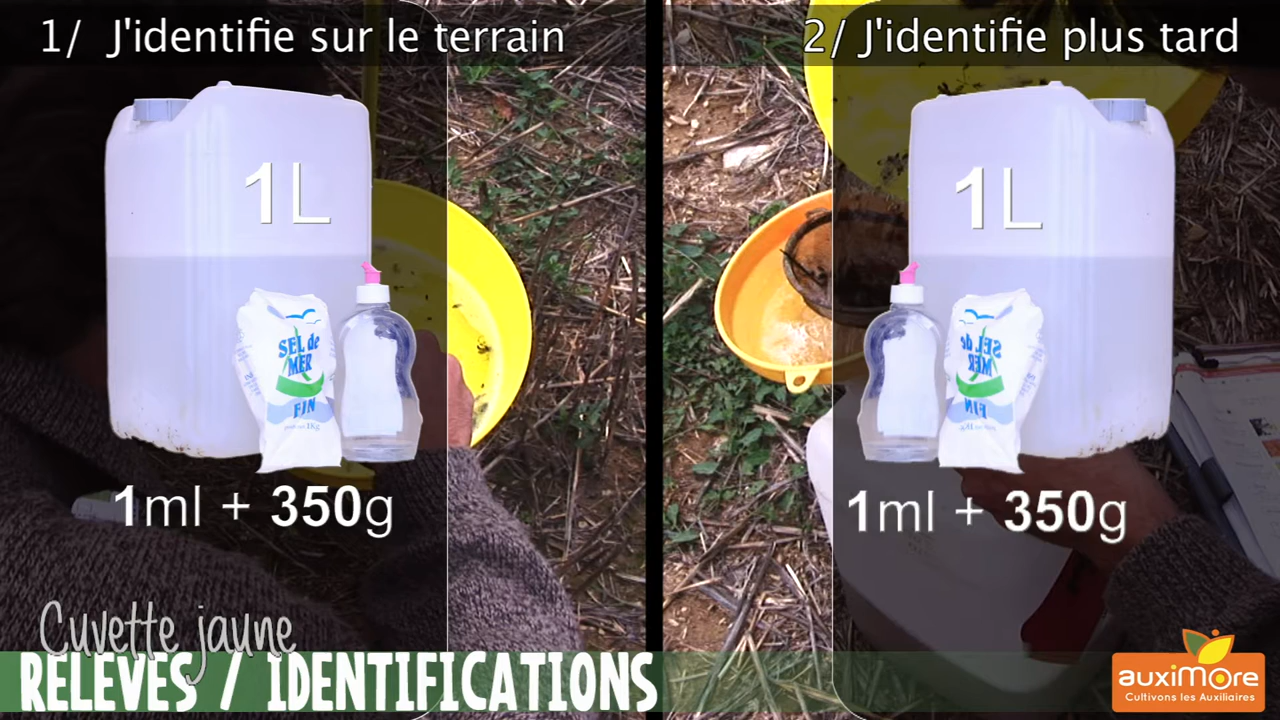 1/ J'identifie sur le terrain
2/ J'identifie plus tard
1L
SEL de
MER
FIN
1ml + 350g
1L
SEL de
MER
FIN
1ml + 350g
Cuvette jaune
RELEVÉS / IDENTIFICATIONS
auximore
Cultivons les Auxiliaires